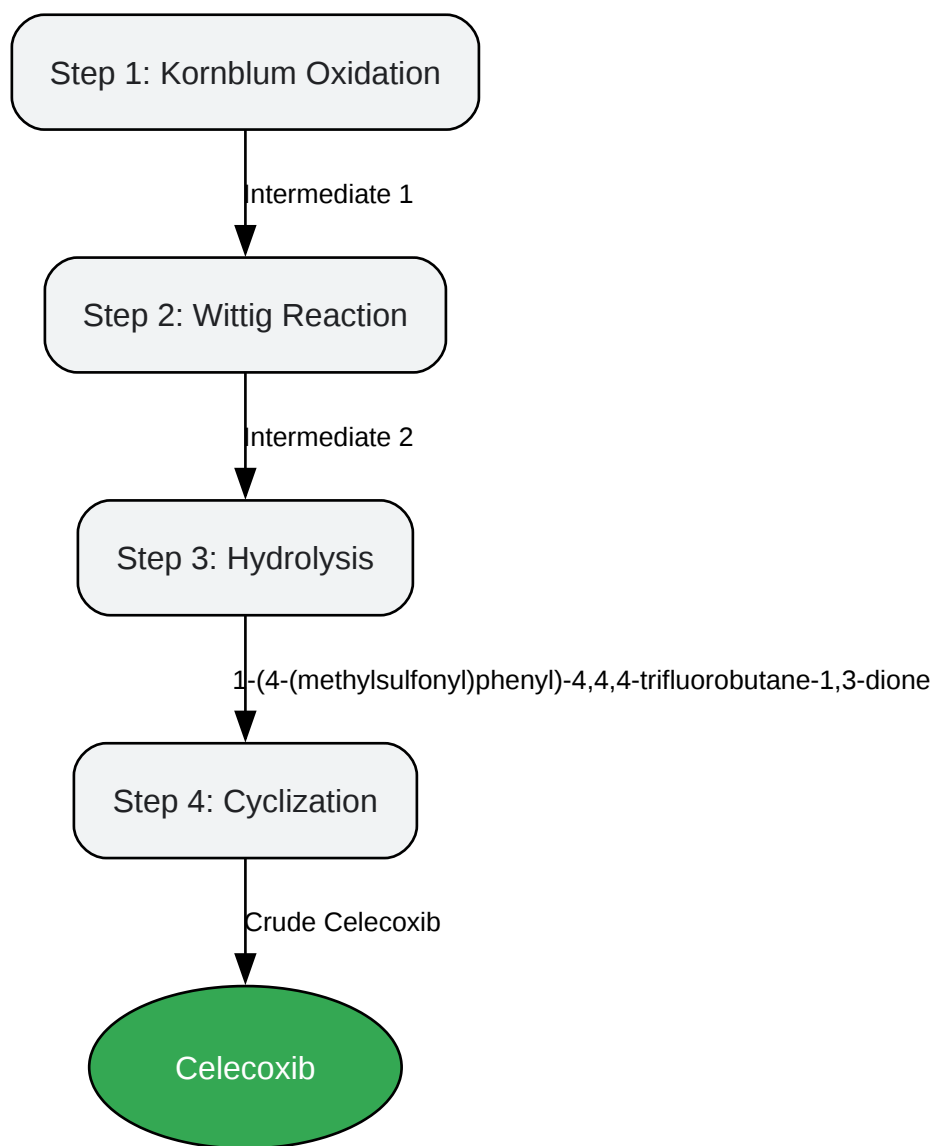 Step 1: Kornblum Oxidation
Intermediate 1
Step 2: Wittig Reaction
Intermediate 2
Step 3: Hydrolysis
1-(4-(methylsulfonyl)phenyl)-4,4,4-trifluorobutane-1,3-dione
Step 4: Cyclization
Crude Celecoxib
Celecoxib